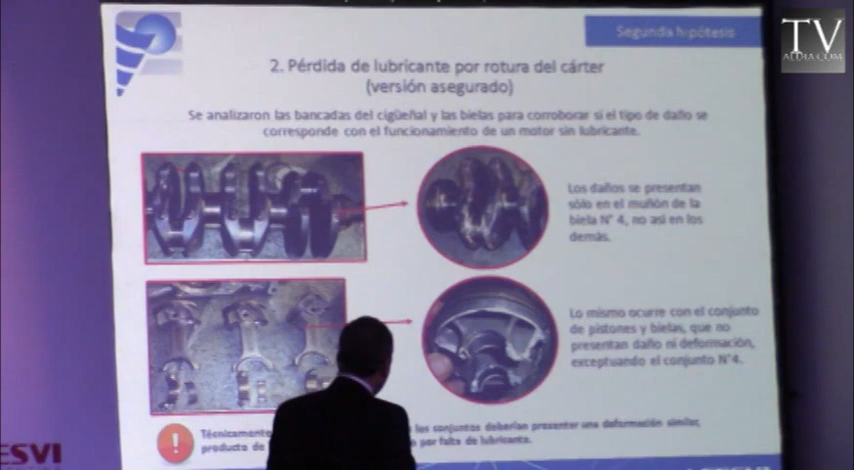 Segunda hipótesis
TV
ALDIA COM
2. Pérdida de lubricante por rotura del cárter
(versión asegurado)
Se analizaron las bancadas del cigüeñal y las bielas para corroborar si el tipo de daño se
corresponde con el funcionamiento de un motor sin lubricante.
Los daños se presentan
sólo en el muñón de la
biela N° 4, no así en los
demás.
Lo mismo ocurre con el conjunto
de pistones y bielas, que no
presentan daño ni deformación,
exceptuando el conjunto N°4.
!
Técnicamente los conjuntos deberían presentar una deformación similar,
producto de por falta de lubricante.
ESVI